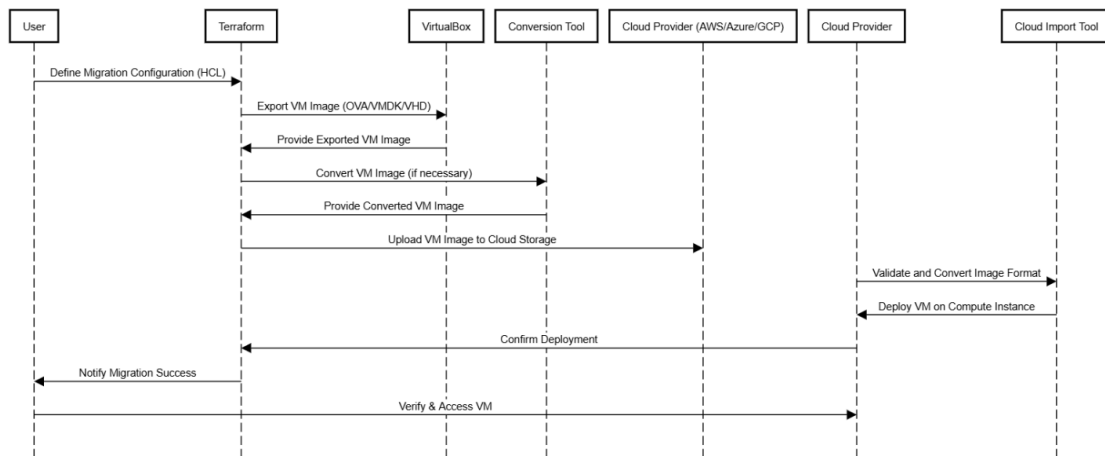 User
Terraform
VirtualBox
Conversion Tool
Cloud Provider (AWS/Azure/GCP)
Cloud Provider
Cloud Import Tool
Define Migration Configuration (HCL)
Export VM Image (OVA/VMDK/VHD)
Provide Exported VM Image
Convert VM Image (if necessary)
Provide Converted VM Image
Upload VM Image to Cloud Storage
Validate and Convert Image Format
Deploy VM on Compute Instance
Confirm Deployment
Notify Migration Success
Verify & Access VM